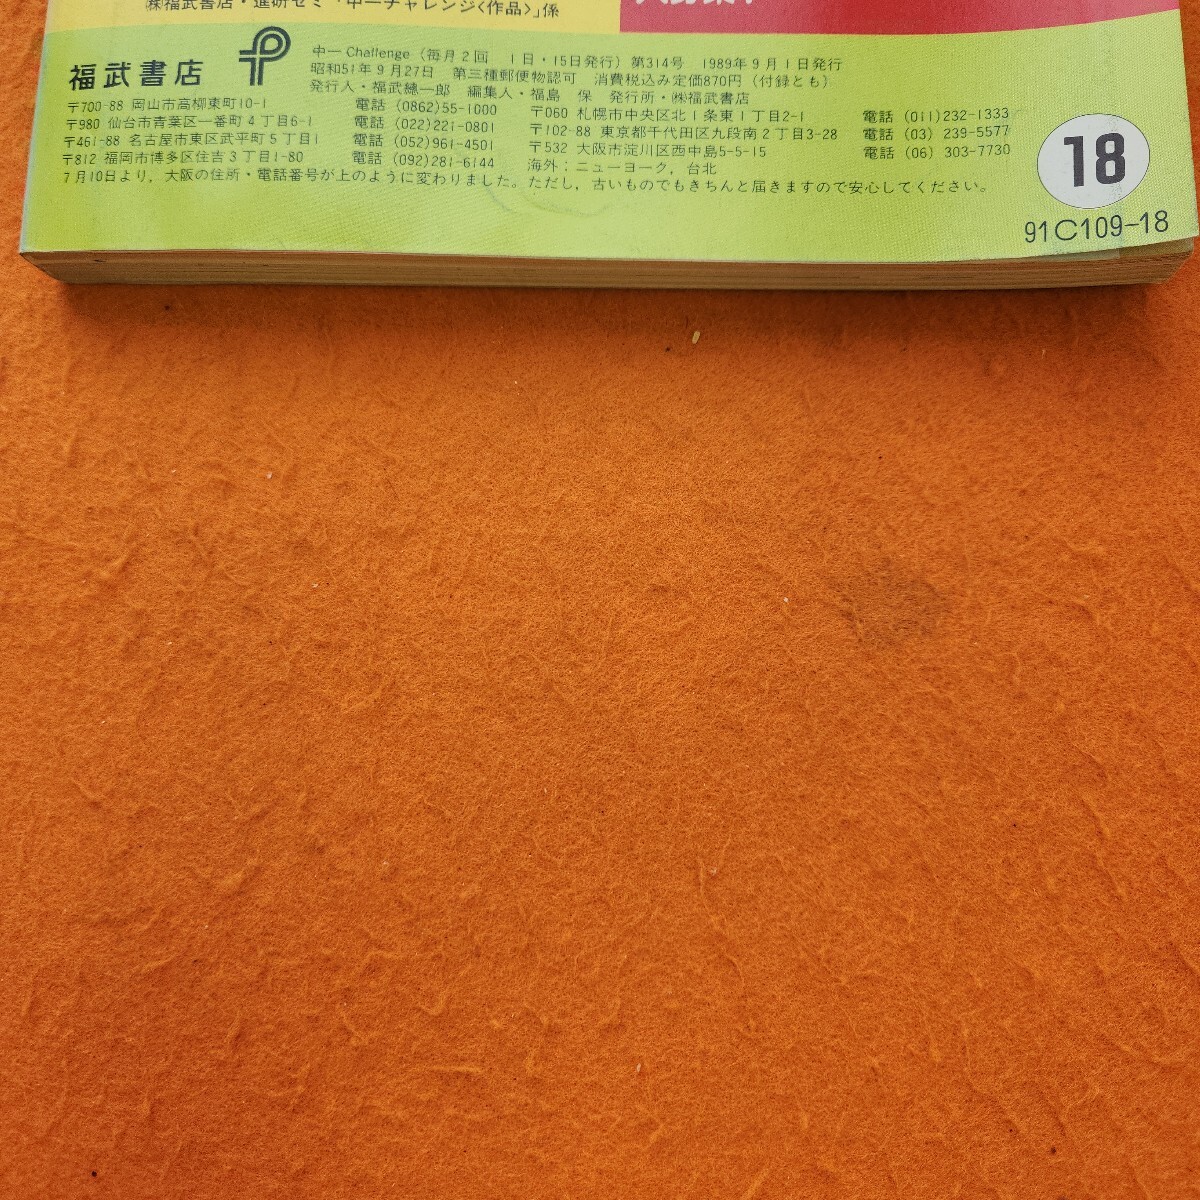 ㈱福武書店・進研ゼミ「中一チャレンジ〈作品〉」係
福武書店
中一Challenge（毎月2回　1日・15日発行）第314号　1989年9月1日発行
昭和51年9月27日　第三種郵便物認可　消費税込み定価870円（付録とも）
発行人・福武總一郎　編集人・福島　保　発行所・㈱福武書店
〒700-88 岡山市高柳東町10-1　電話（0862）55-1000
〒980 仙台市青葉区一番町4丁目6-1　電話（022）221-0801
〒461-88 名古屋市東区武平町5丁目1　電話（052）961-4501
〒812 福岡市博多区住吉3丁目1-80　電話（092）281-6144
〒060 札幌市中央区北1条東1丁目2-1　電話（011）232-1333
〒102-88 東京都千代田区九段南2丁目3-28　電話（03）239-5577
〒532 大阪市淀川区西中島5-5-15　電話（06）303-7730
海外：ニューヨーク，台北
7月10日より，大阪の住所・電話番号が上のように変わりました。ただし，古いものでもきちんと届きますので安心してください。
18
91C109-18